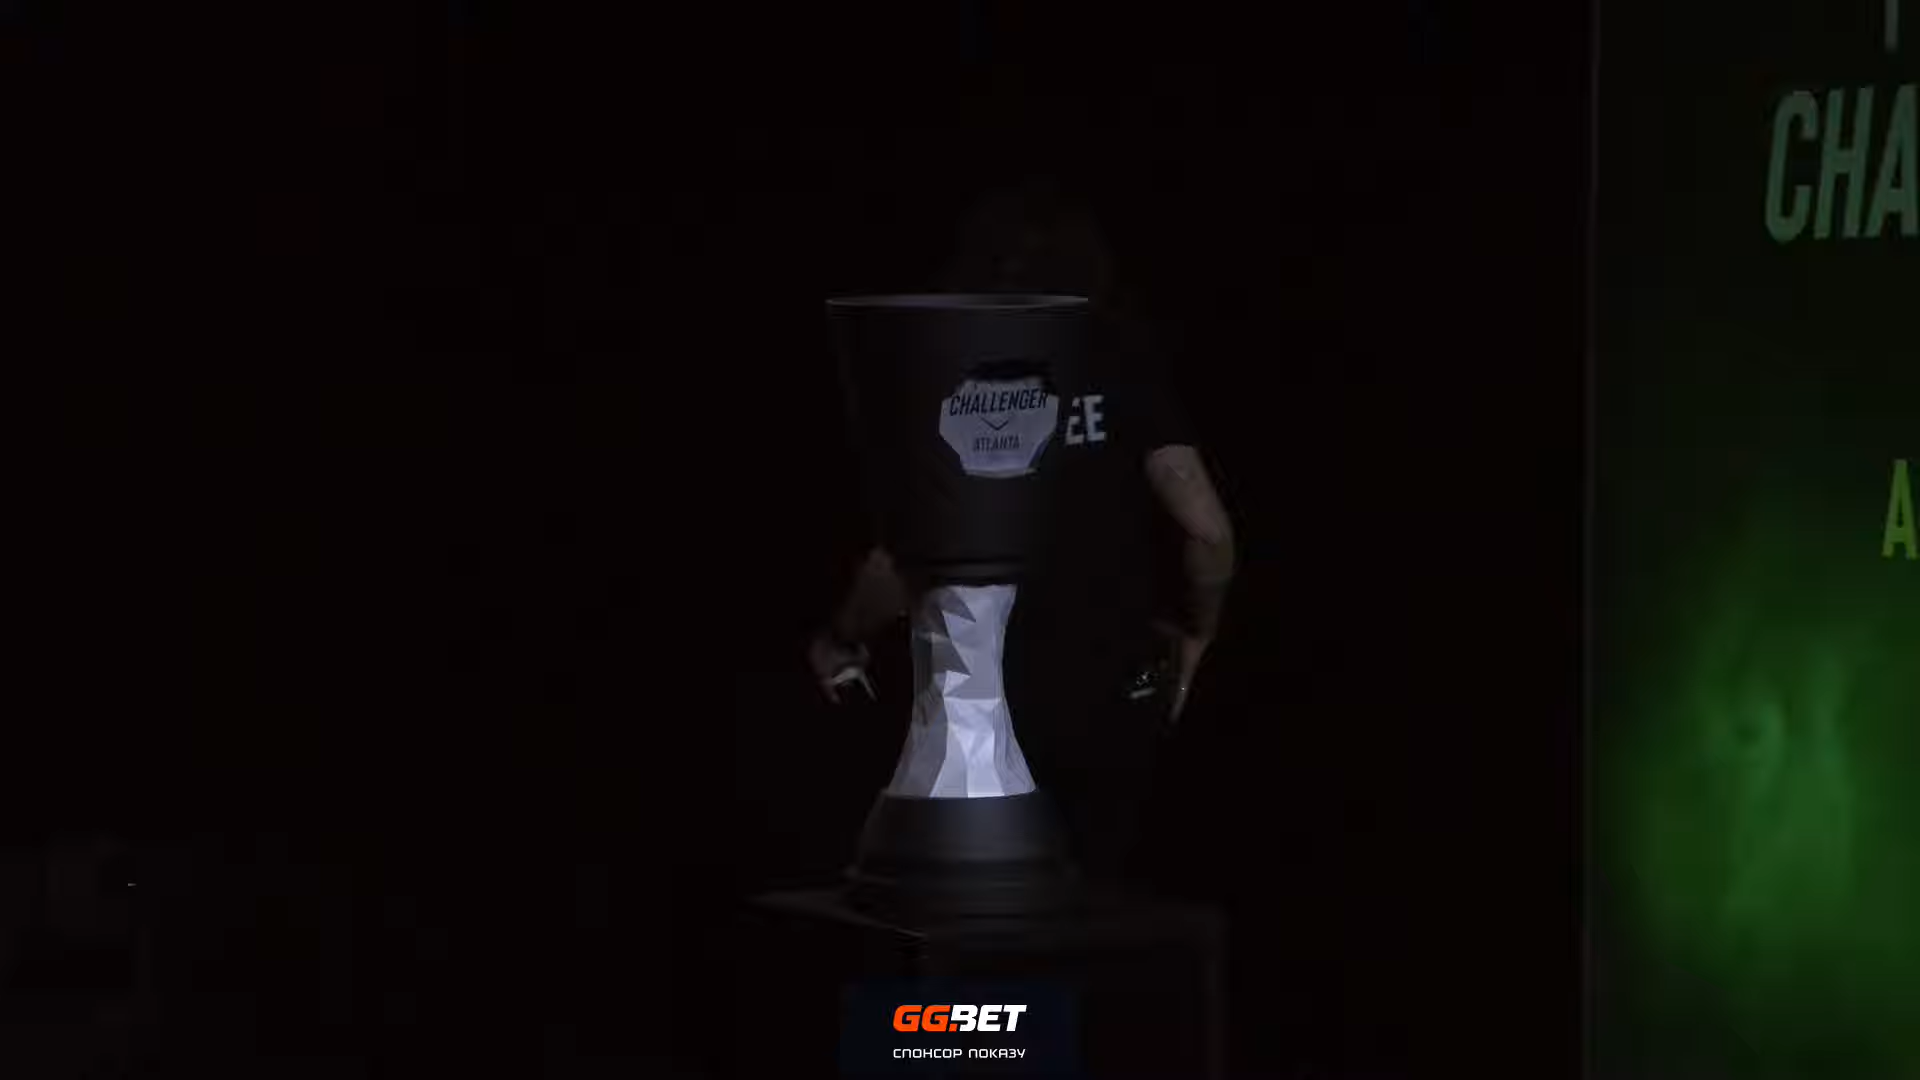 CHA
CHALLENGER
ATLANTA
EE
A
GG.BET
СПОНСОР ПОКАЗУ